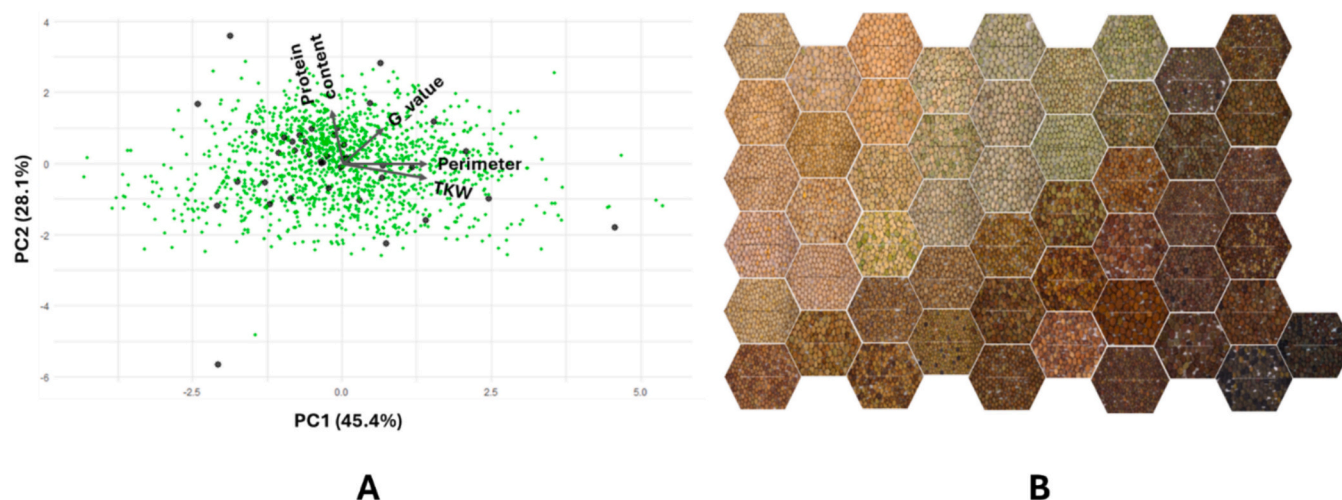 4
2
0
-2
-4
-6
PC2 (28.1%)
Protein
content
G_value
Perimeter
TKW
-2.5
0.0
2.5
5.0
PC1 (45.4%)
A
B